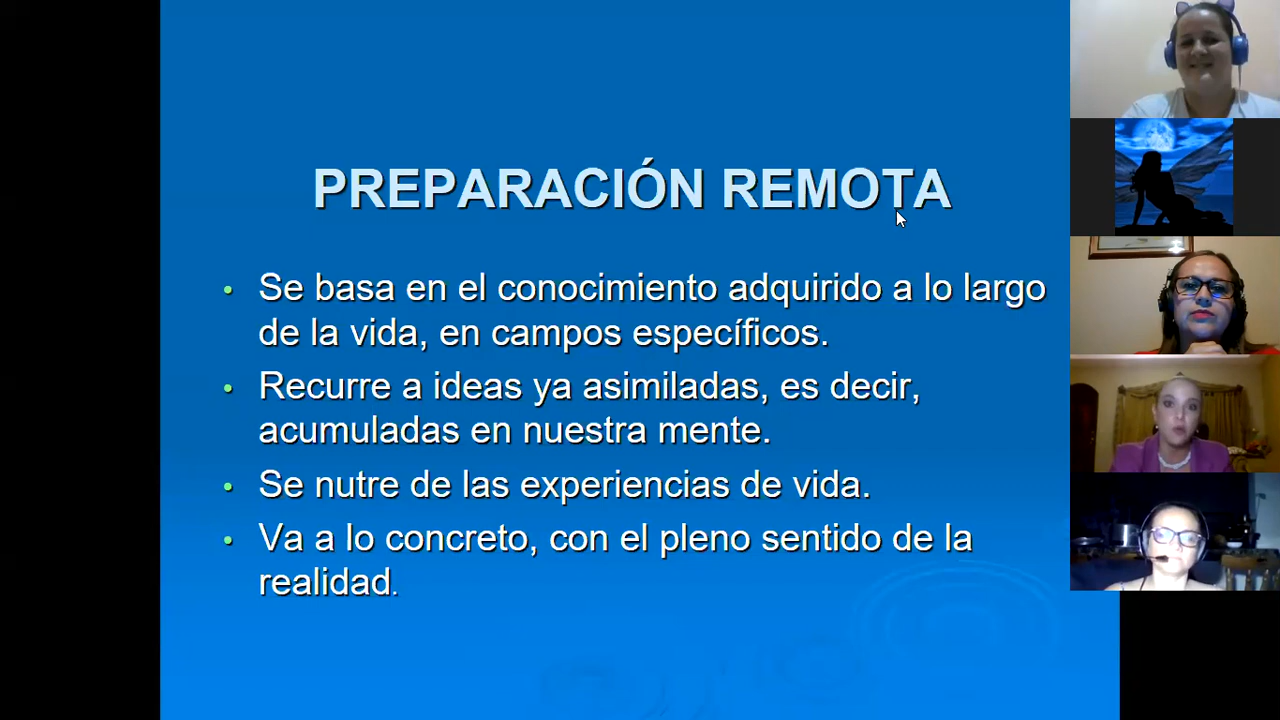 PREPARACIÓN REMOTA
• Se basa en el conocimiento adquirido a lo largo
de la vida, en campos específicos.
• Recurre a ideas ya asimiladas, es decir,
acumuladas en nuestra mente.
• Se nutre de las experiencias de vida.
• Va a lo concreto, con el pleno sentido de la
realidad.